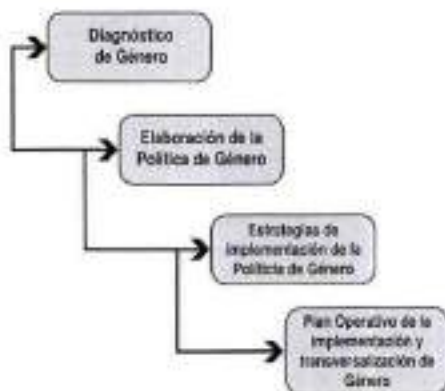 Diagnóstico
de Género
Elaboración de la
Política de Género
Estrategias de
implementación de la
Política de Género
Plan Operativo de la
implementación y
transversalización de
Género